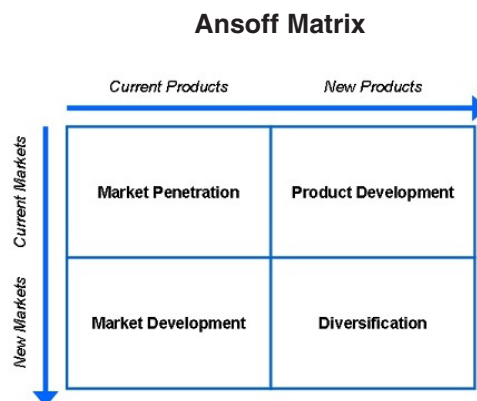 Ansoff Matrix
Current Products
New Products
Current Markets
Market Penetration
Product Development
New Markets
Market Development
Diversification